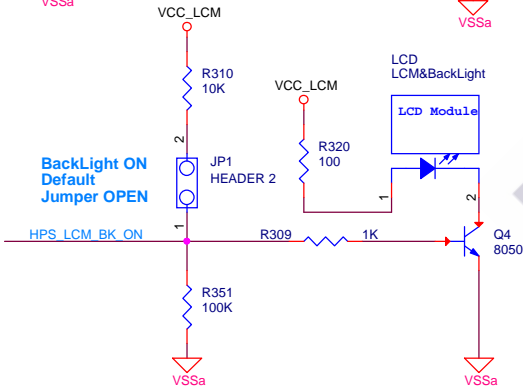 VSSa
VSSa
VCC_LCM
R310
10K
VCC_LCM
LCD
LCM&BackLight
LCD Module
R320
100
2
JP1
HEADER 2
BackLight ON
Default
Jumper OPEN
1
1
2
HPS_LCM_BK_ON
R309
1K
Q4
8050
R351
100K
VSSa
VSSa